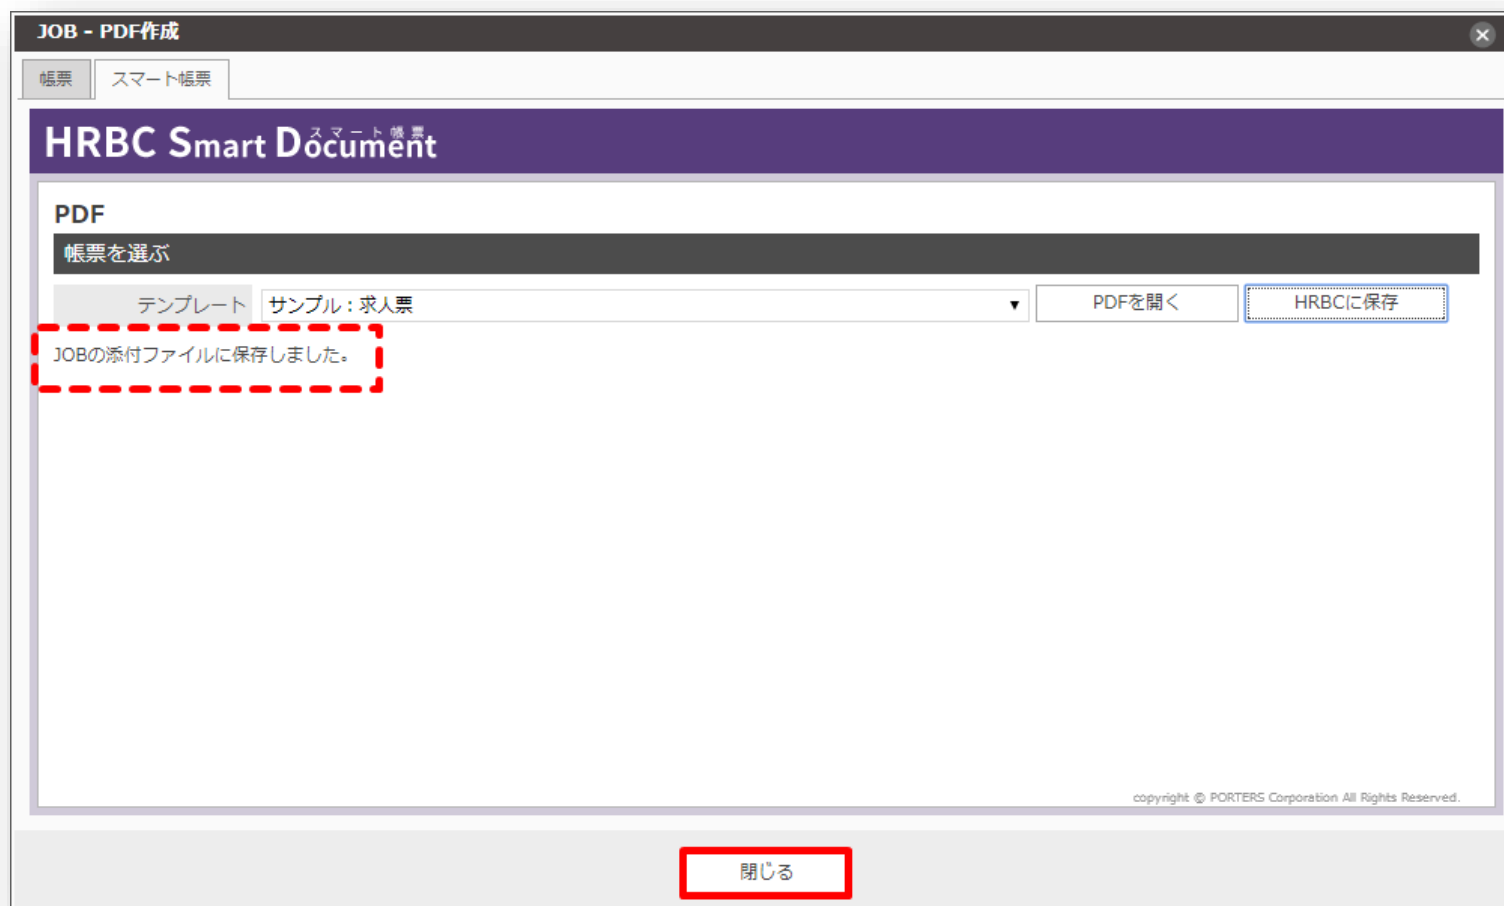 JOB - PDF作成
帳票 スマート帳票
スマート帳票
HRBC Smart Document
PDF
帳票を選ぶ
テンプレート サンプル：求人票 PDFを開く HRBCに保存
JOBの添付ファイルに保存しました。
copyright © PORTERS Corporation All Rights Reserved.
閉じる